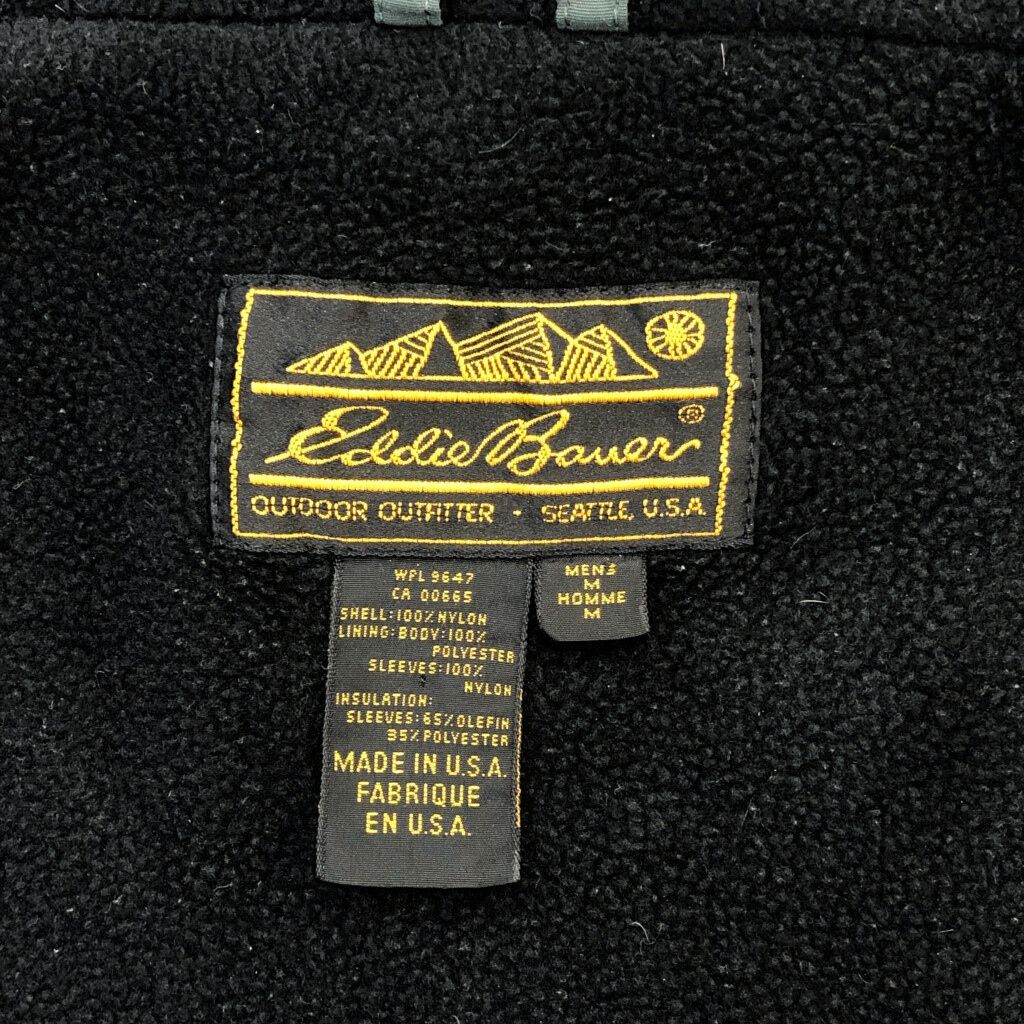 Eddie Bauer®
OUTDOOR OUTFITTER · SEATTLE, U.S.A.
WPL 9647
CA 00665
SHELL:100% NYLON
LINING:BODY:100%
POLYESTER
SLEEVES:100%
NYLON
INSULATION:
SLEEVES:65% OLEFIN
35% POLYESTER
MADE IN U.S.A.
FABRIQUE
EN U.S.A.
MENS
M
HOMME
M